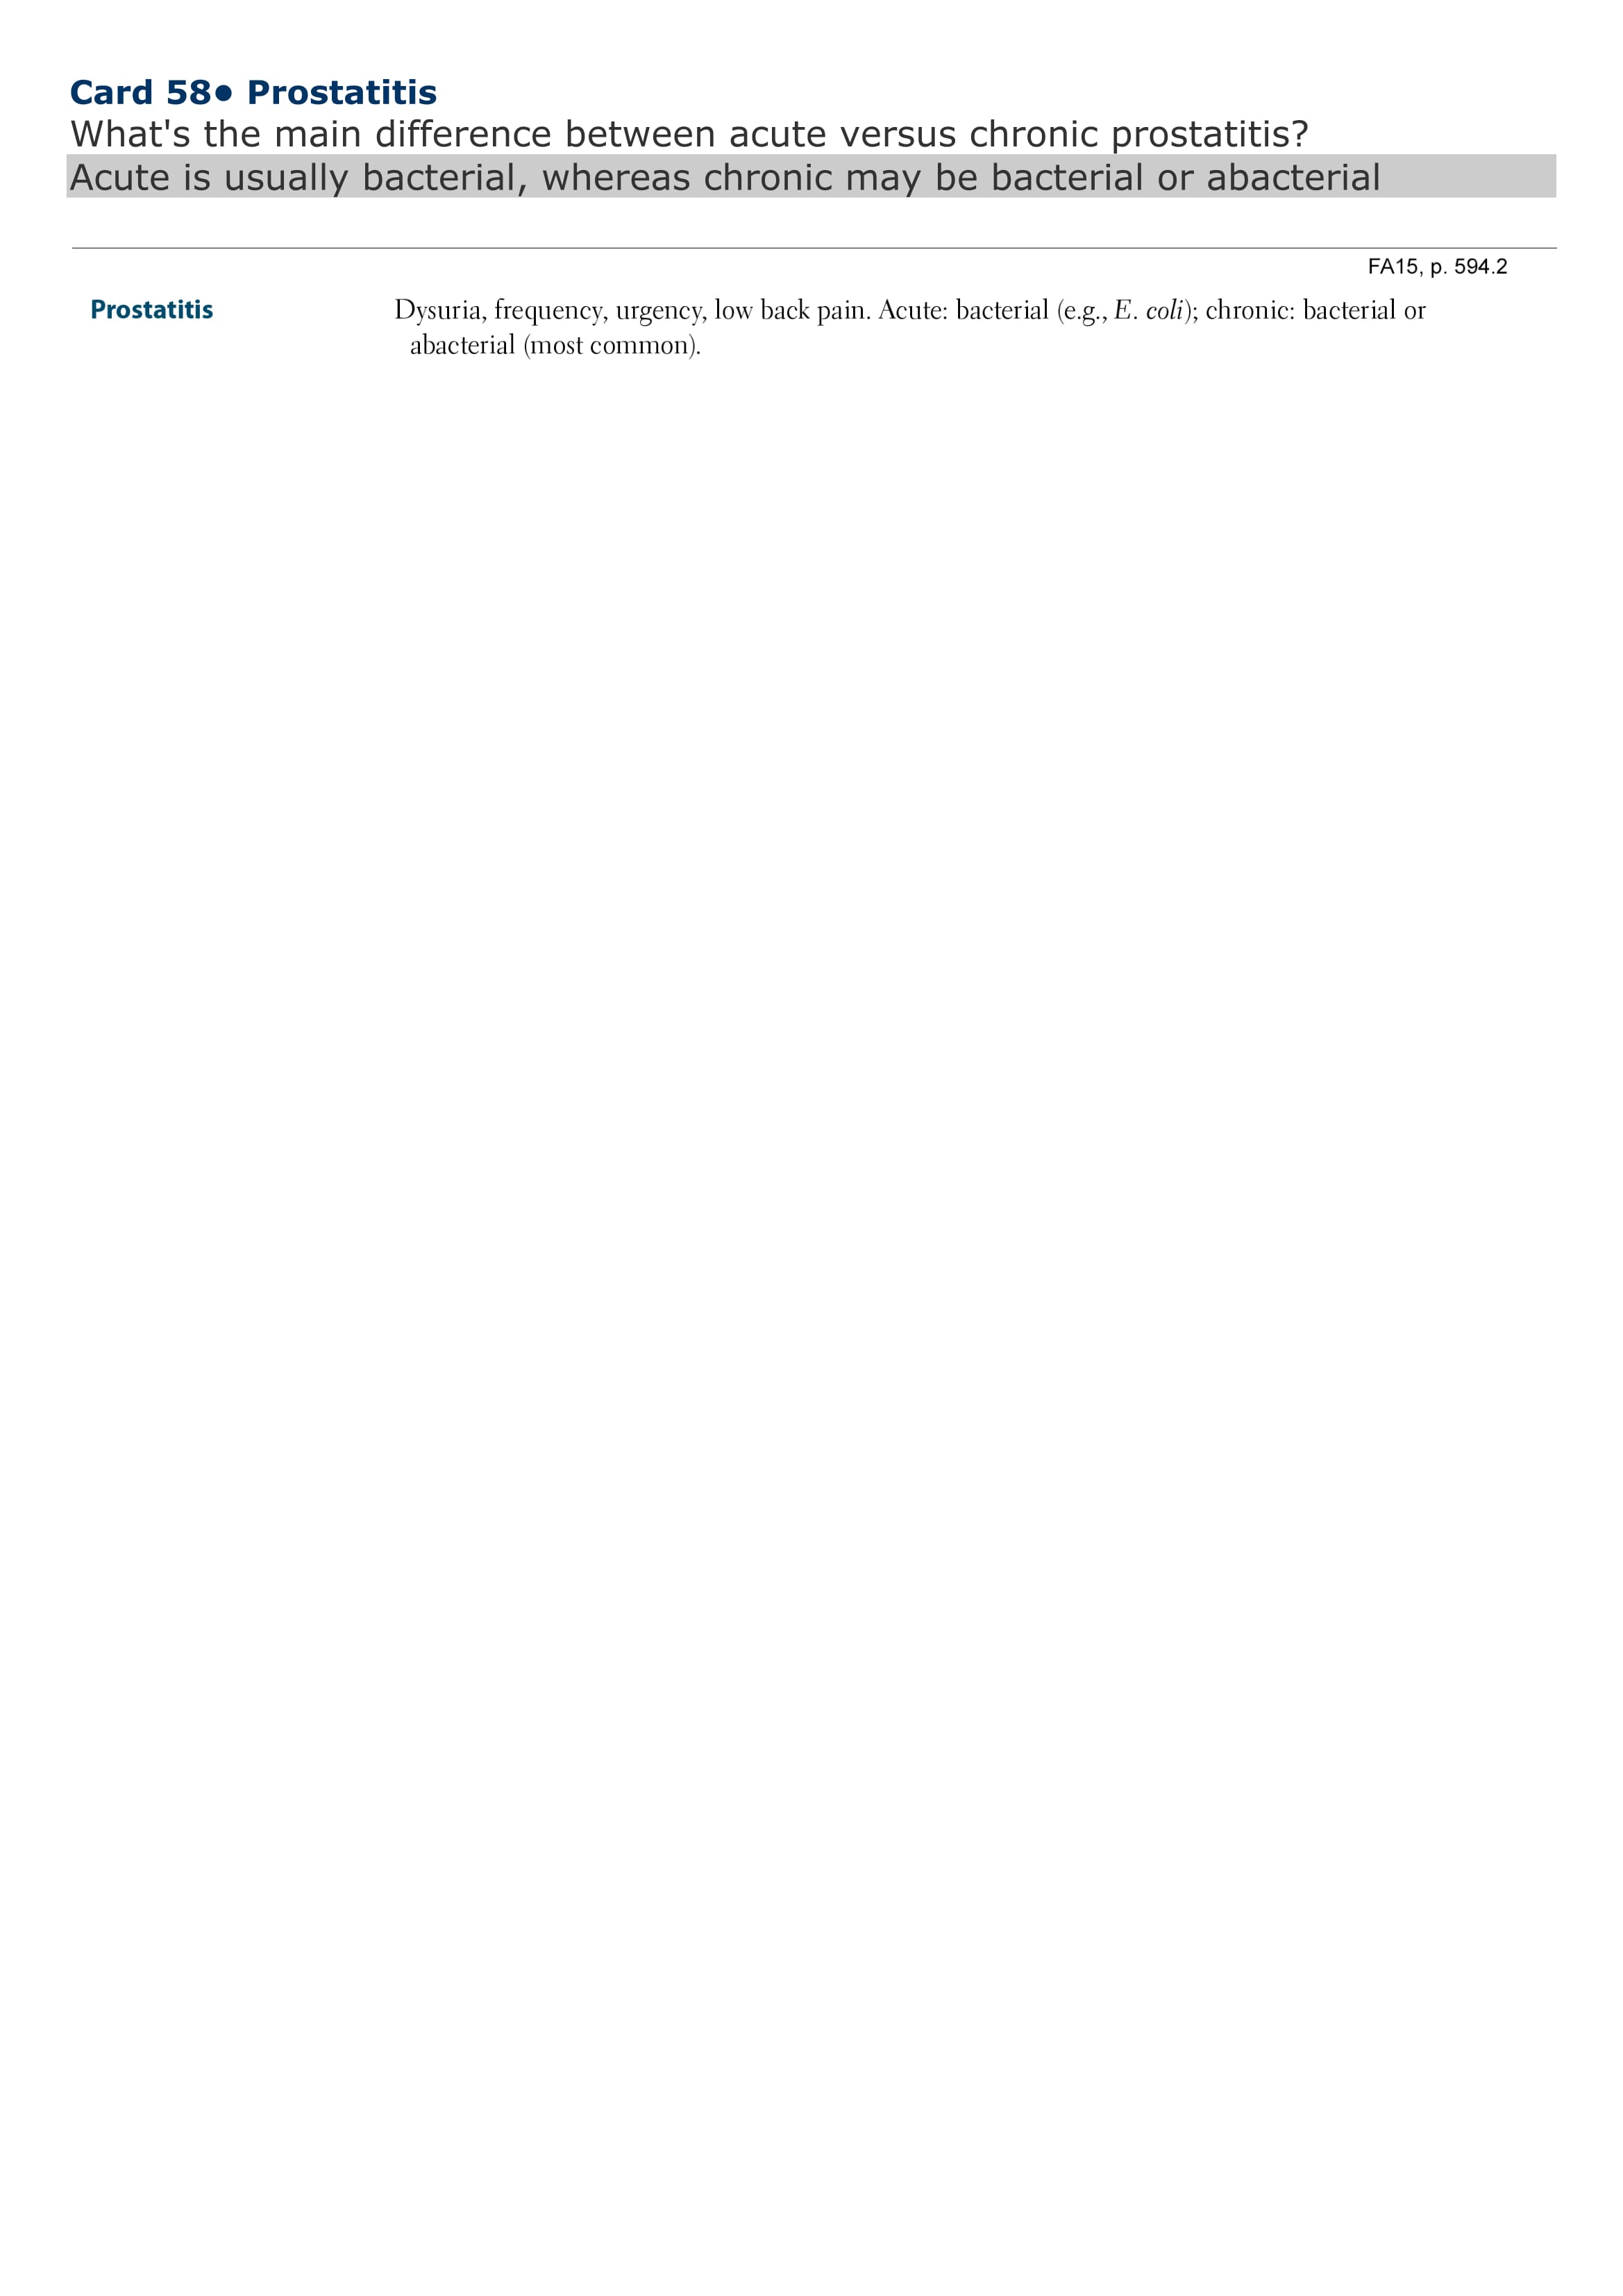 Card 58● Prostatitis
What's the main difference between acute versus chronic prostatitis?
Acute is usually bacterial, whereas chronic may be bacterial or abacterial
FA15, p. 594.2
Prostatitis Dysuria, frequency, urgency, low back pain. Acute: bacterial (e.g., E. coli); chronic: bacterial or
abacterial (most common).